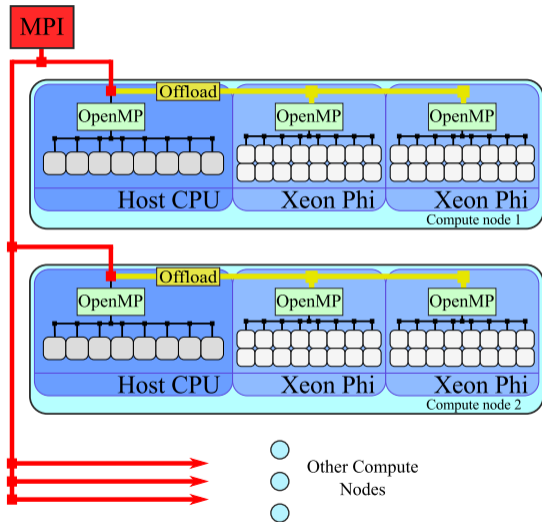 MPI
Offload
OpenMP
OpenMP
OpenMP
Host CPU
Xeon Phi
Xeon Phi
Compute node 1
Offload
OpenMP
OpenMP
OpenMP
Host CPU
Xeon Phi
Xeon Phi
Compute node 2
Other Compute
Nodes